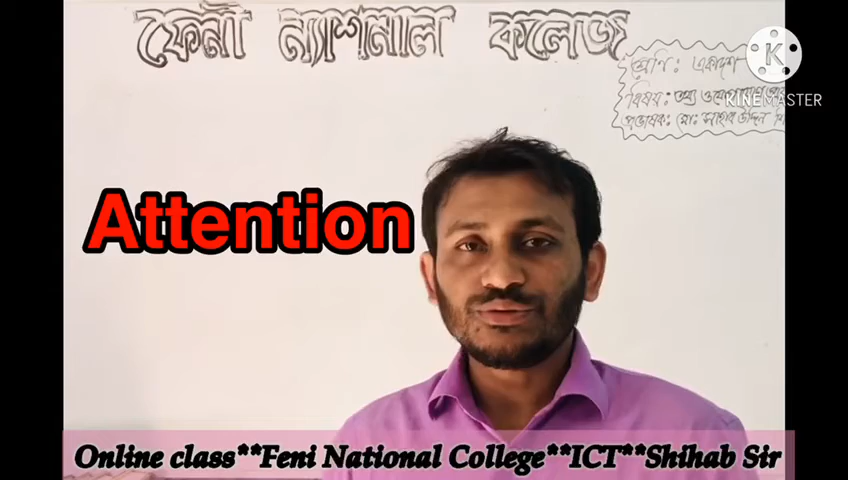 ফেনী ন্যাশনাল কলেজ
শ্রেণি: একাদশ
বিষয়: তথ্য ও
প্রভাষক: মো:
K
KINEMASTER
Attention
Online class**Feni National College**ICT**Shihab Sir